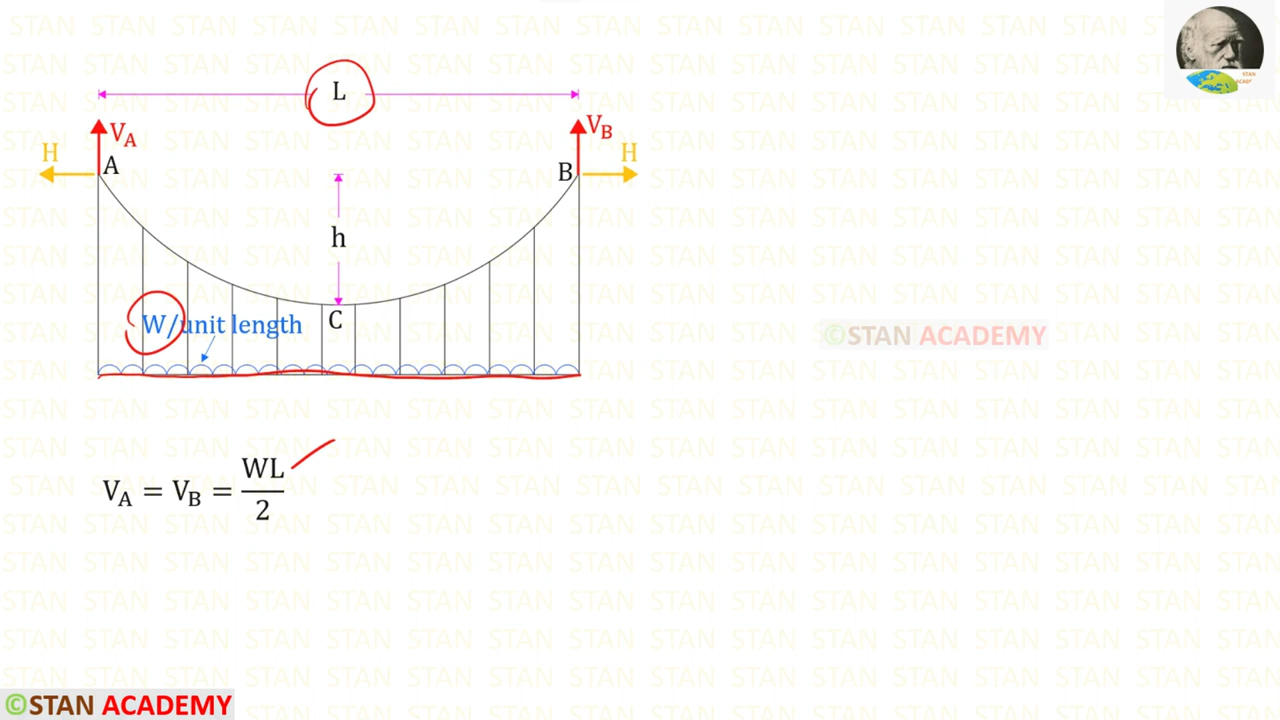 L
V_A
V_B
H
A
B
H
h
W/unit length
C
©STAN ACADEMY
V_A = V_B = WL/2
©STAN ACADEMY